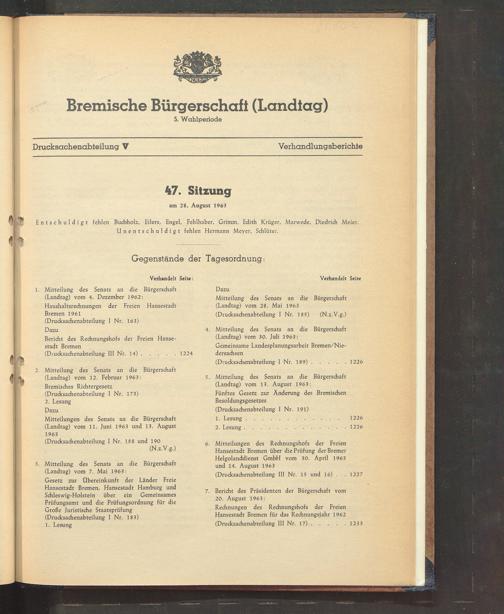 Bremische Bürgerschaft (Landtag)
5. Wahlperiode
Drucksachenabteilung V Verhandlungsberichte
47. Sitzung
am 28. August 1963
Entschuldigt fehlen Buchholz, Eilers, Engel, Fehlhaber, Grimm, Edith Krüger, Marwede, Diedrich Meier.
Unentschuldigt fehlen Hermann Meyer, Schlüter.
Gegenstände der Tagesordnung:
Verhandelt Seite:
1. Mitteilung des Senats an die Bürgerschaft
(Landtag) vom 4. Dezember 1962:
Haushaltsrechnungen der Freien Hansestadt
Bremen 1961
(Drucksachenabteilung I Nr. 163)
Dazu
Bericht des Rechnungshofs der Freien Hanse-
stadt Bremen
(Drucksachenabteilung III Nr. 14) . . . . . 1224
2. Mitteilung des Senats an die Bürgerschaft
(Landtag) vom 12. Februar 1963:
Bremisches Richtergesetz
(Drucksachenabteilung I Nr. 173)
2. Lesung
Dazu
Mitteilungen des Senats an die Bürgerschaft
(Landtag) vom 11. Juni 1963 und 13. August
1963
(Drucksachenabteilung I Nr. 188 und 190
(N.z.V.g.)
3. Mitteilung des Senats an die Bürgerschaft
(Landtag) vom 7. Mai 1963:
Gesetz zur Übereinkunft der Länder Freie
Hansestadt Bremen, Hansestadt Hamburg und
Schleswig-Holstein über ein Gemeinsames
Prüfungsamt und die Prüfungsordnung für die
Große Juristische Staatsprüfung
(Drucksachenabteilung I Nr. 183)
1. Lesung
Verhandelt Seite
Dazu
Mitteilung des Senats an die Bürgerschaft
(Landtag) vom 28. Mai 1963
(Drucksachenabteilung I Nr. 185) (N.z.V.g.)
4. Mitteilung des Senats an die Bürgerschaft
(Landtag) vom 30. Juli 1963:
Gemeinsame Landesplanungsarbeit Bremen/Nie-
dersachsen
(Drucksachenabteilung I Nr. 189) . . . . . . 1226
5. Mitteilung des Senats an die Bürgerschaft
(Landtag) vom 13. August 1963:
Fünftes Gesetz zur Änderung des Bremischen
Besoldungsgesetzes
(Drucksachenabteilung I Nr. 191)
1. Lesung . . . . . . . . . . . . . . 1226
2. Lesung . . . . . . . . . . . . . . 1226
6. Mitteilungen des Rechnungshofs der Freien
Hansestadt Bremen über die Prüfung der Bremer
Helgolanddienst GmbH vom 30. April 1963
und 14. August 1963
(Drucksachenabteilung III Nr. 15 und 16) . . . 1227
7. Bericht des Präsidenten der Bürgerschaft vom
20. August 1963:
Rechnungen des Rechnungshofs der Freien
Hansestadt Bremen für das Rechnungsjahr 1962
(Drucksachenabteilung III Nr. 17) . . . . . . 1233